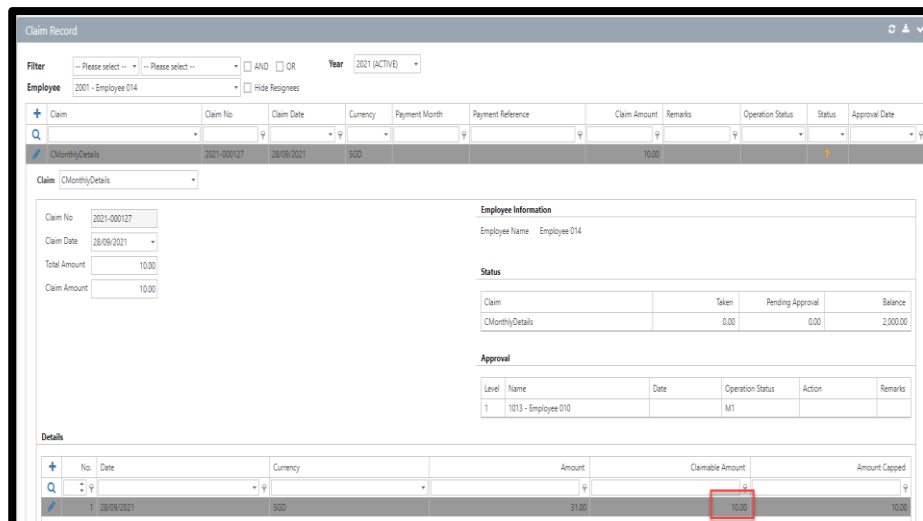 Claim Record
Filter -- Please select -- -- Please select -- AND OR Year 2021 (ACTIVE)
Employee 2001 - Employee 014 Hide Resignees
Claim Claim No Claim Date Currency Payment Month Payment Reference Claim Amount Remarks Operation Status Status Approval Date
CMonthlyDetails 2021-000127 28/09/2021 SGD 10.00 ?
Claim CMonthlyDetails
Claim No 2021-000127
Claim Date 28/09/2021
Total Amount 10.00
Claim Amount 10.00
Employee Information
Employee Name Employee 014
Status
Claim Taken Pending Approval Balance
CMonthlyDetails 0.00 0.00 2,000.00
Approval
Level Name Date Operation Status Action Remarks
1 1013 - Employee 010 M1
Details
No. Date Currency Amount Claimable Amount Amount Capped
1 28/09/2021 SGD 31.00 10.00 10.00